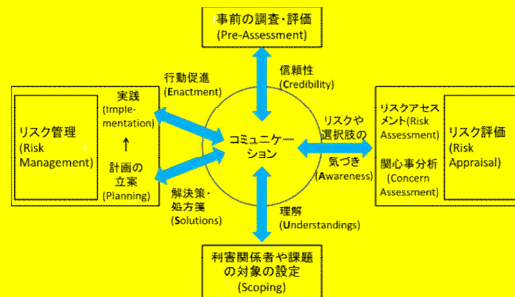 事前の調査・評価
(Pre-Assessment)
行動促進
(Enactment)
信頼性
(Credibility)
実践
(Imple-
mentation)
↑
計画の
立案
(Planning)
リスク管理
(Risk
Management)
コミュニケー
ション
リスクや
選択肢の
気づき
(Awareness)
リスクアセス
メント(Risk
Assessment)
関心事分析
(Concern
Assessment)
リスク評価
(Risk
Appraisal)
解決策・
処方箋
(Solutions)
理解
(Understandings)
利害関係者や課題
の対象の設定
(Scoping)